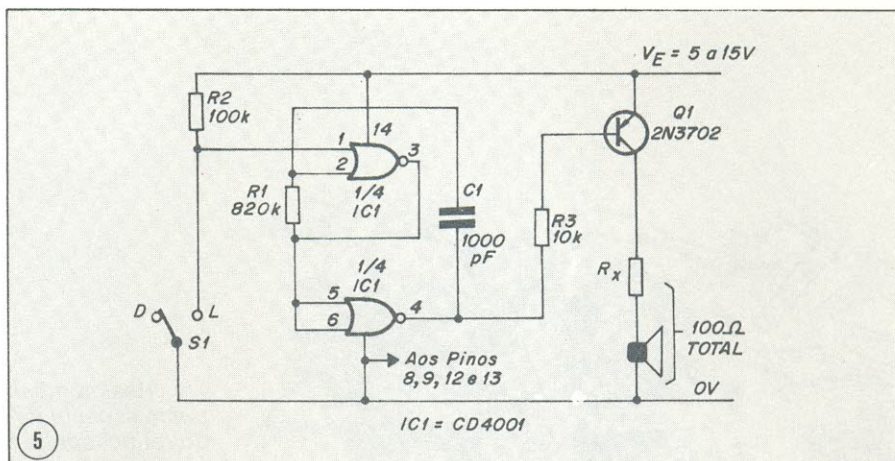 V_E = 5 a 15V
R2
100k
1
14
2
3
1/4
IC1
R1
820k
C1
1000
pF
Q1
2N3702
R3
10k
1/4
IC1
5
6
4
R_x
100Ω
TOTAL
D
L
S1
Aos Pinos
8, 9, 12 e 13
0V
IC1 = CD4001
5